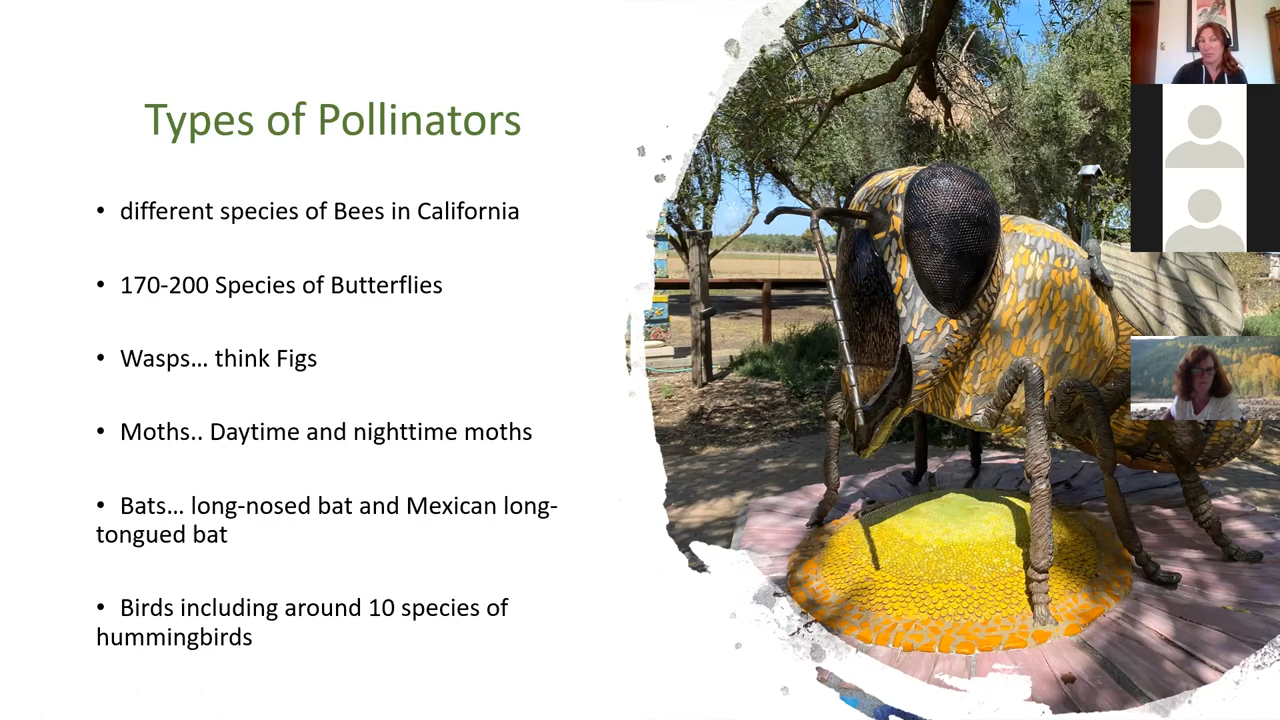 Types of Pollinators
• different species of Bees in California
• 170-200 Species of Butterflies
• Wasps... think Figs
• Moths.. Daytime and nighttime moths
• Bats... long-nosed bat and Mexican long-
tongued bat
• Birds including around 10 species of
hummingbirds